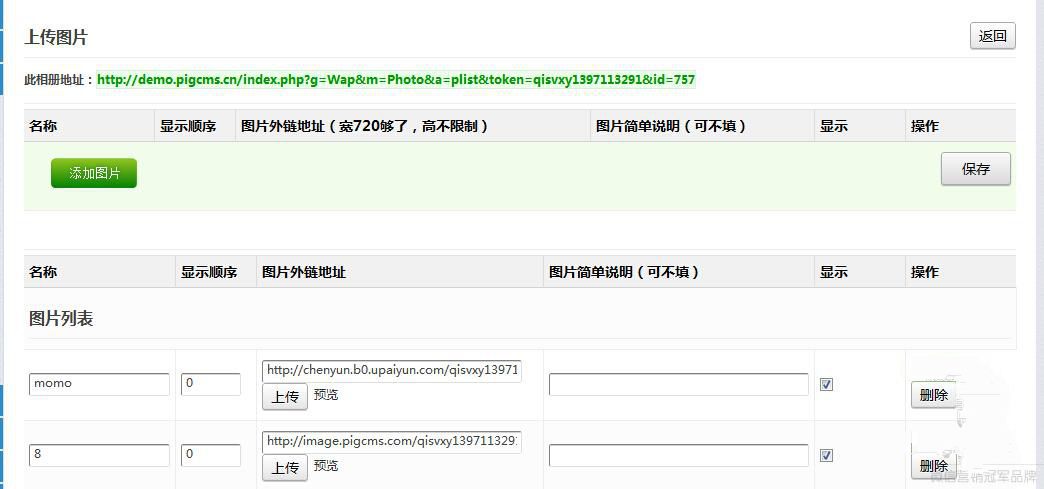 上传图片 返回
此相册地址：http://demo.pigcms.cn/index.php?g=Wap&m=Photo&a=plist&token=qisvxy1397113291&id=757
名称 显示顺序 图片外链地址（宽720够了，高不限制） 图片简单说明（可不填） 显示 操作
添加图片 保存
名称 显示顺序 图片外链地址 图片简单说明（可不填） 显示 操作
图片列表
http://chenyun.b0.upaiyun.com/qisvxy13971
momo 0 上传 预览 删除
http://image.pigcms.com/qisvxy139711329
8 0 上传 预览 删除
微信营销冠军品牌